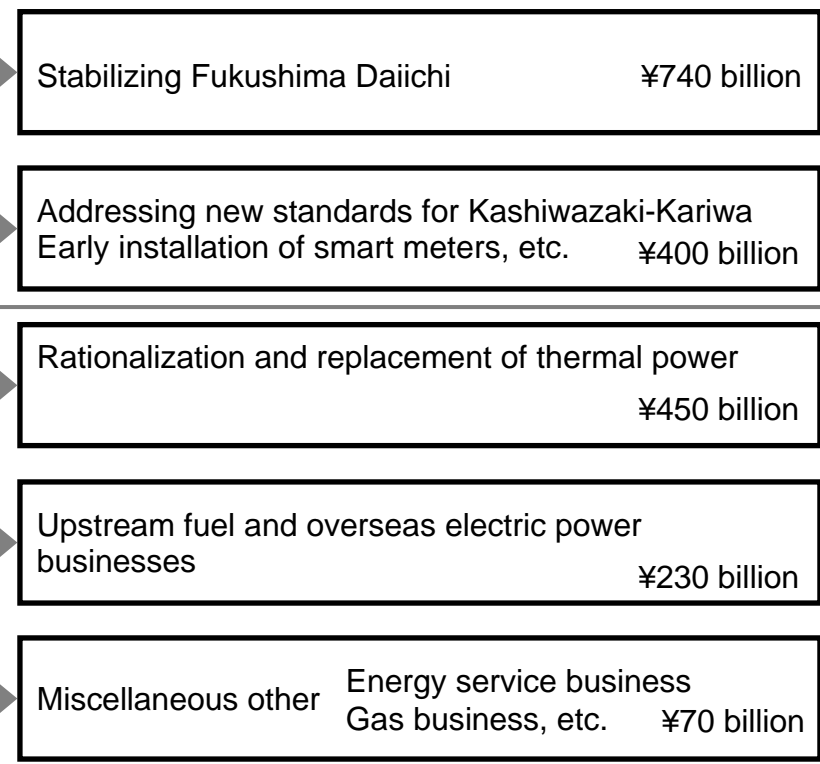 Stabilizing Fukushima Daiichi ¥740 billion
Addressing new standards for Kashiwazaki-Kariwa
Early installation of smart meters, etc. ¥400 billion
Rationalization and replacement of thermal power
¥450 billion
Upstream fuel and overseas electric power
businesses
¥230 billion
Miscellaneous other
Energy service business
Gas business, etc. ¥70 billion